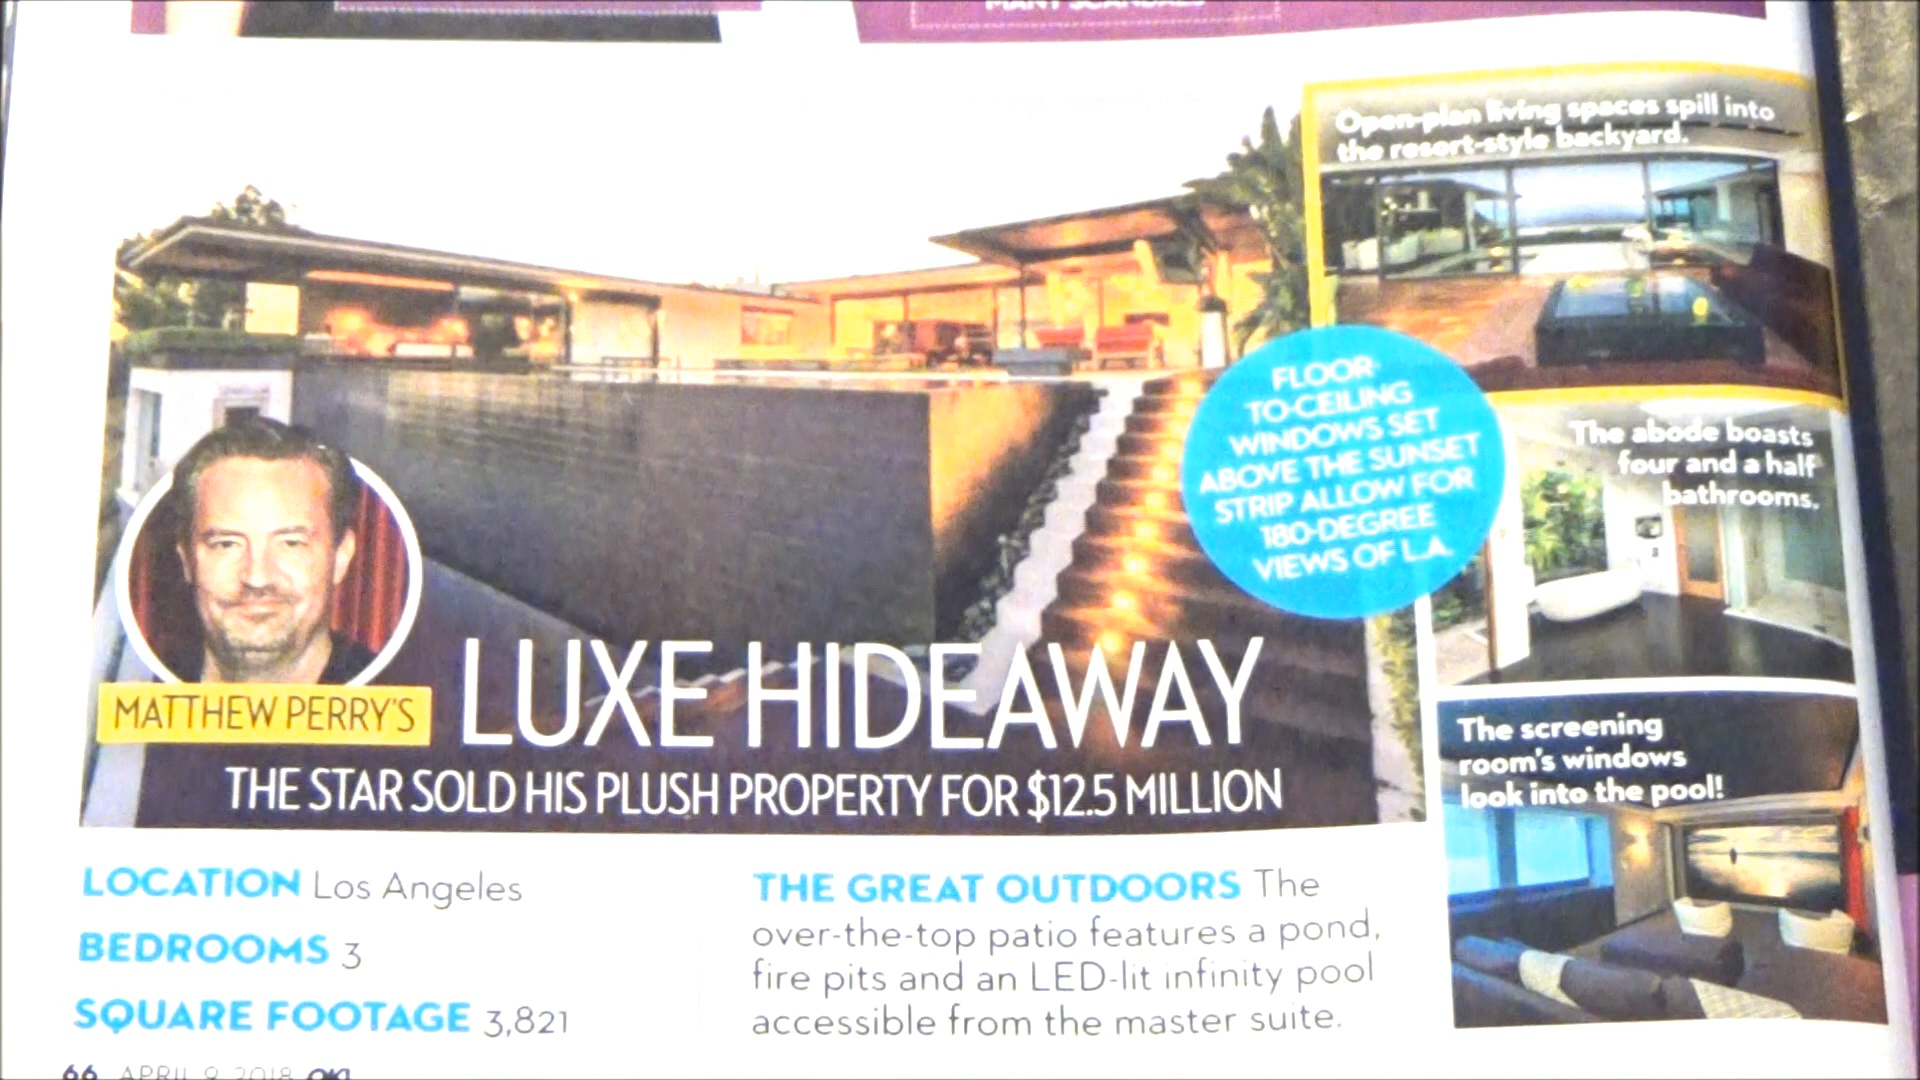 MANY SCANDALS
Open-plan living spaces spill into
the resort-style backyard.
FLOOR-
TO-CEILING
WINDOWS SET
ABOVE THE SUNSET
STRIP ALLOW FOR
180-DEGREE
VIEWS OF L.A.
The abode boasts
four and a half
bathrooms.
The screening
room's windows
look into the pool!
MATTHEW PERRY'S
LUXE HIDEAWAY
THE STAR SOLD HIS PLUSH PROPERTY FOR $12.5 MILLION
LOCATION Los Angeles
BEDROOMS 3
SQUARE FOOTAGE 3,821
THE GREAT OUTDOORS The
over-the-top patio features a pond,
fire pits and an LED-lit infinity pool
accessible from the master suite.
66 APRIL 9, 2018 OK!